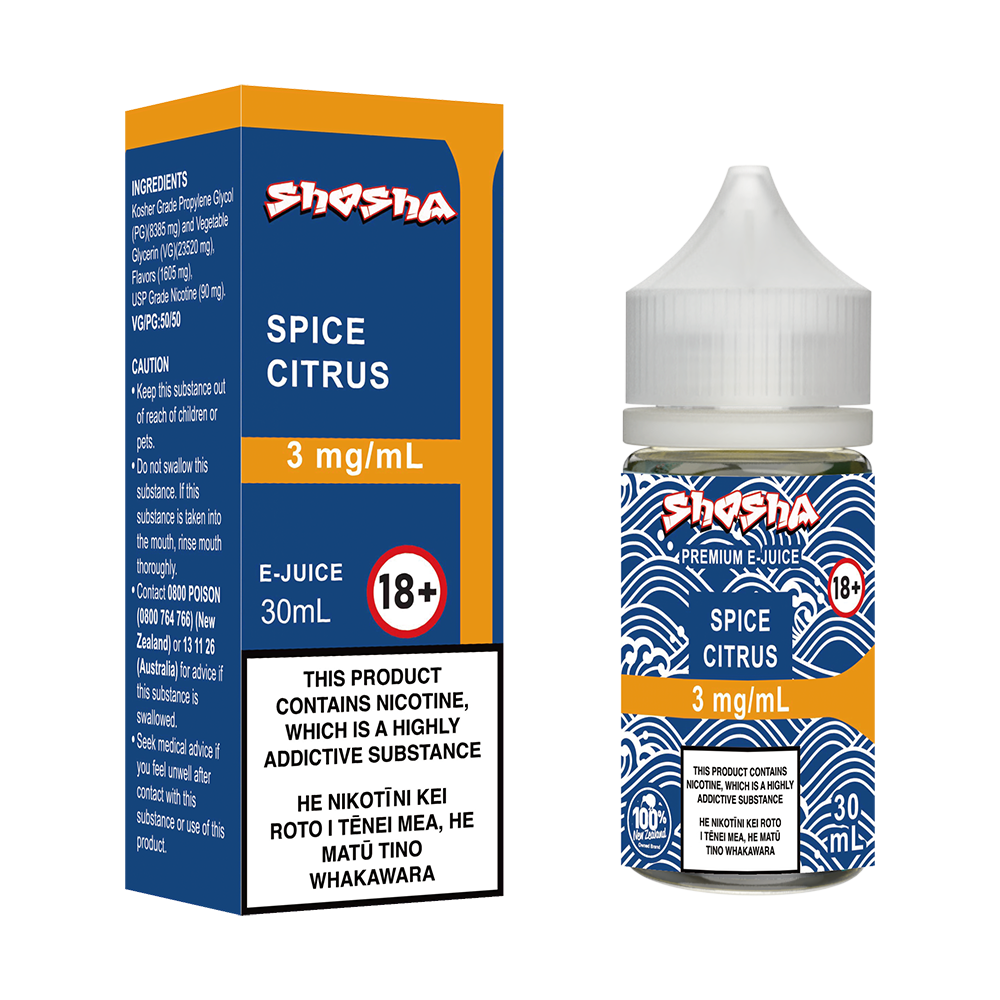 INGREDIENTS
Kosher Grade Propylene Glycol
(PG)(8385 mg) and Vegetable
Glycerin (VG)(23520 mg),
Flavors (1605 mg),
USP Grade Nicotine (90 mg).
VG/PG:50/50
CAUTION
• Keep this substance out
of reach of children or
pets.
• Do not swallow this
substance. If this
substance is taken into
the mouth, rinse mouth
thoroughly.
• Contact 0800 POISON
(0800 764 766) (New
Zealand) or 13 11 26
(Australia) for advice if
this substance is
swallowed.
• Seek medical advice if
you feel unwell after
contact with this
substance or use of this
product.
SHOSHA
SPICE
CITRUS
3 mg/mL
E-JUICE
30mL
18+
THIS PRODUCT
CONTAINS NICOTINE,
WHICH IS A HIGHLY
ADDICTIVE SUBSTANCE
HE NIKOTĪNI KEI
ROTO I TĒNEI MEA, HE
MATŪ TINO
WHAKAWARA
SHOSHA
PREMIUM E-JUICE
18+
SPICE
CITRUS
3 mg/mL
THIS PRODUCT CONTAINS
NICOTINE, WHICH IS A HIGHLY
ADDICTIVE SUBSTANCE
HE NIKOTĪNI KEI ROTO
I TĒNEI MEA, HE MATŪ
TINO WHAKAWARA
100%
New Zealand
Owned Brand
30
mL